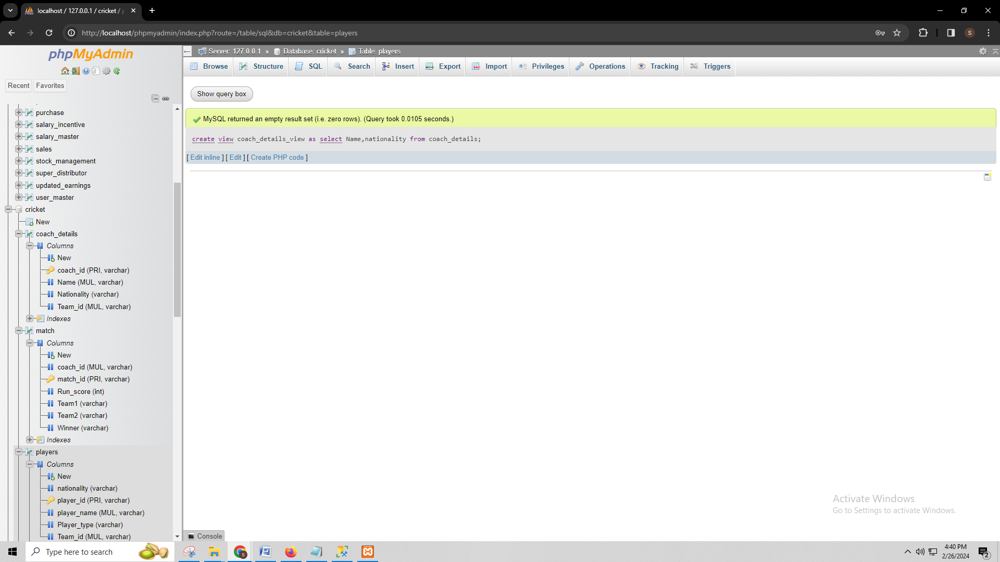 localhost / 127.0.0.1 / cricket /
http://localhost/phpmyadmin/index.php?route=/table/sql&db=cricket&table=players
S
phpMyAdmin
Recent Favorites
purchase
salary_incentive
salary_master
sales
stock_management
super_distributor
updated_earnings
user_master
cricket
New
coach_details
Columns
New
coach_id (PRI, varchar)
Name (MUL, varchar)
Nationality (varchar)
Team_id (MUL, varchar)
Indexes
match
Columns
New
coach_id (MUL, varchar)
match_id (PRI, varchar)
Run_score (int)
Team1 (varchar)
Team2 (varchar)
Winner (varchar)
Indexes
players
Columns
New
nationality (varchar)
player_id (PRI, varchar)
player_name (MUL, varchar)
Player_type (varchar)
Team_id (MUL, varchar)
Server: 127.0.0.1 » Database: cricket » Table: players
Browse Structure SQL Search Insert Export Import Privileges Operations Tracking Triggers
Show query box
MySQL returned an empty result set (i.e. zero rows). (Query took 0.0105 seconds.)
create view coach_details_view as select Name,nationality from coach_details;
[ Edit inline ] [ Edit ] [ Create PHP code ]
Activate Windows
Go to Settings to activate Windows.
Console
Type here to search
4:40 PM
2/26/2024
2